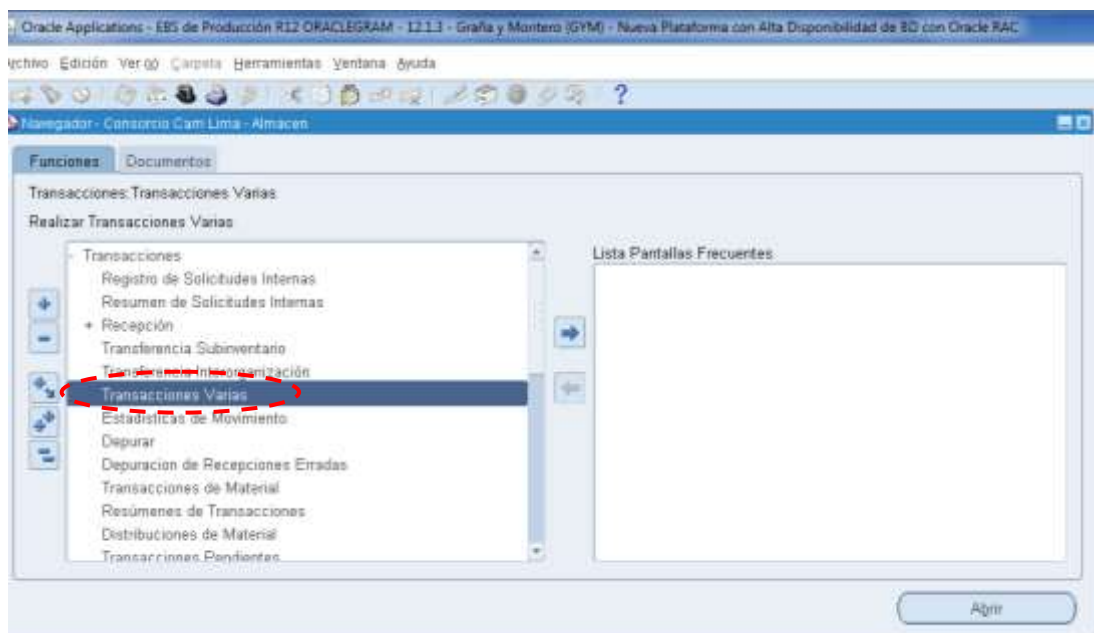 Oracle Applications - EBS de Producción R12 ORACLEGRAM - 12.1.3 - Graña y Montero (GYM) - Nueva Plataforma con Alta Disponibilidad de BD con Oracle RAC
Archivo Edición Ver Carpeta Herramientas Ventana Ayuda
Navegador - Consorcio Cam Lima - Almacen
Funciones Documentos
Transacciones:Transacciones Varias
Realizar Transacciones Varias
- Transacciones
Registro de Solicitudes Internas
Resumen de Solicitudes Internas
+ Recepción
Transferencia Subinventario
Transferencia Interorganización
Transacciones Varias
Estadísticas de Movimiento
Depurar
Depuracion de Recepciones Erradas
Transacciones de Material
Resúmenes de Transacciones
Distribuciones de Material
Transacciones Pendientes
Lista Pantallas Frecuentes
Abrir